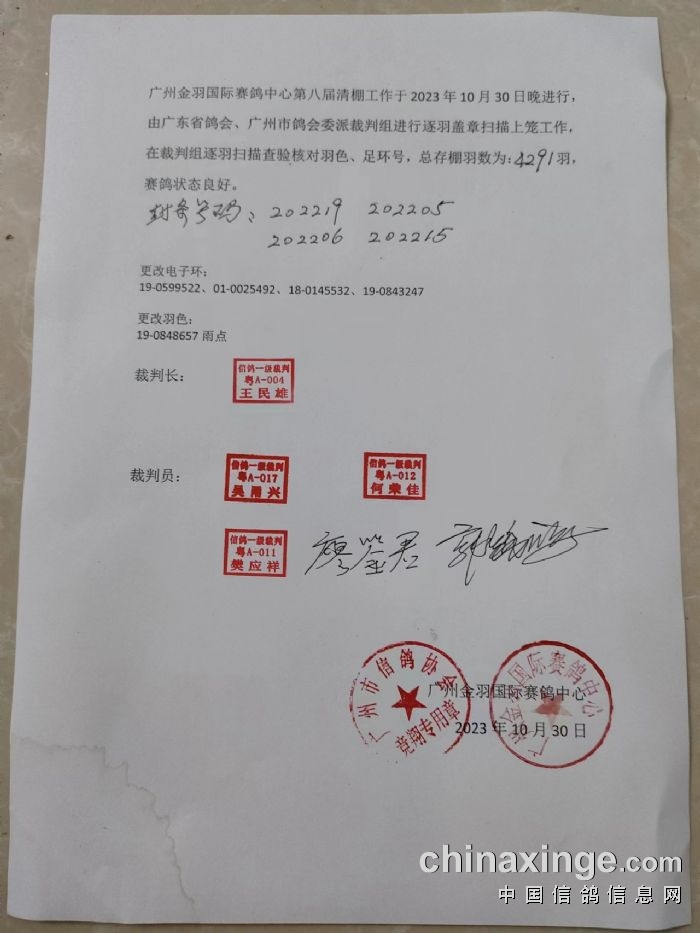 广州金羽国际赛鸽中心第八届清棚工作于2023年10月30日晚进行，
由广东省鸽会、广州市鸽会委派裁判组进行逐羽盖章扫描上笼工作，
在裁判组逐羽扫描查验核对羽色、足环号，总存棚羽数为：4291羽，
赛鸽状态良好。
封条号码：202219 202205
202206 202215
更改电子环：
19-0599522、01-0025492、18-0145532、19-0843247
更改羽色：
19-0848657 雨点
裁判长：
信鸽一级裁判
粤A-004
王民雄
裁判员：
信鸽一级裁判
粤A-017
吴 兴
信鸽一级裁判
粤A-012
何荣佳
信鸽一级裁判
粤A-011
樊应祥
广州市信鸽协会
竞翔专用章
广州金羽国际赛鸽中心
广州金羽国际赛鸽中心
2023年10月30日
chinaxinge.com
中国信鸽信息网